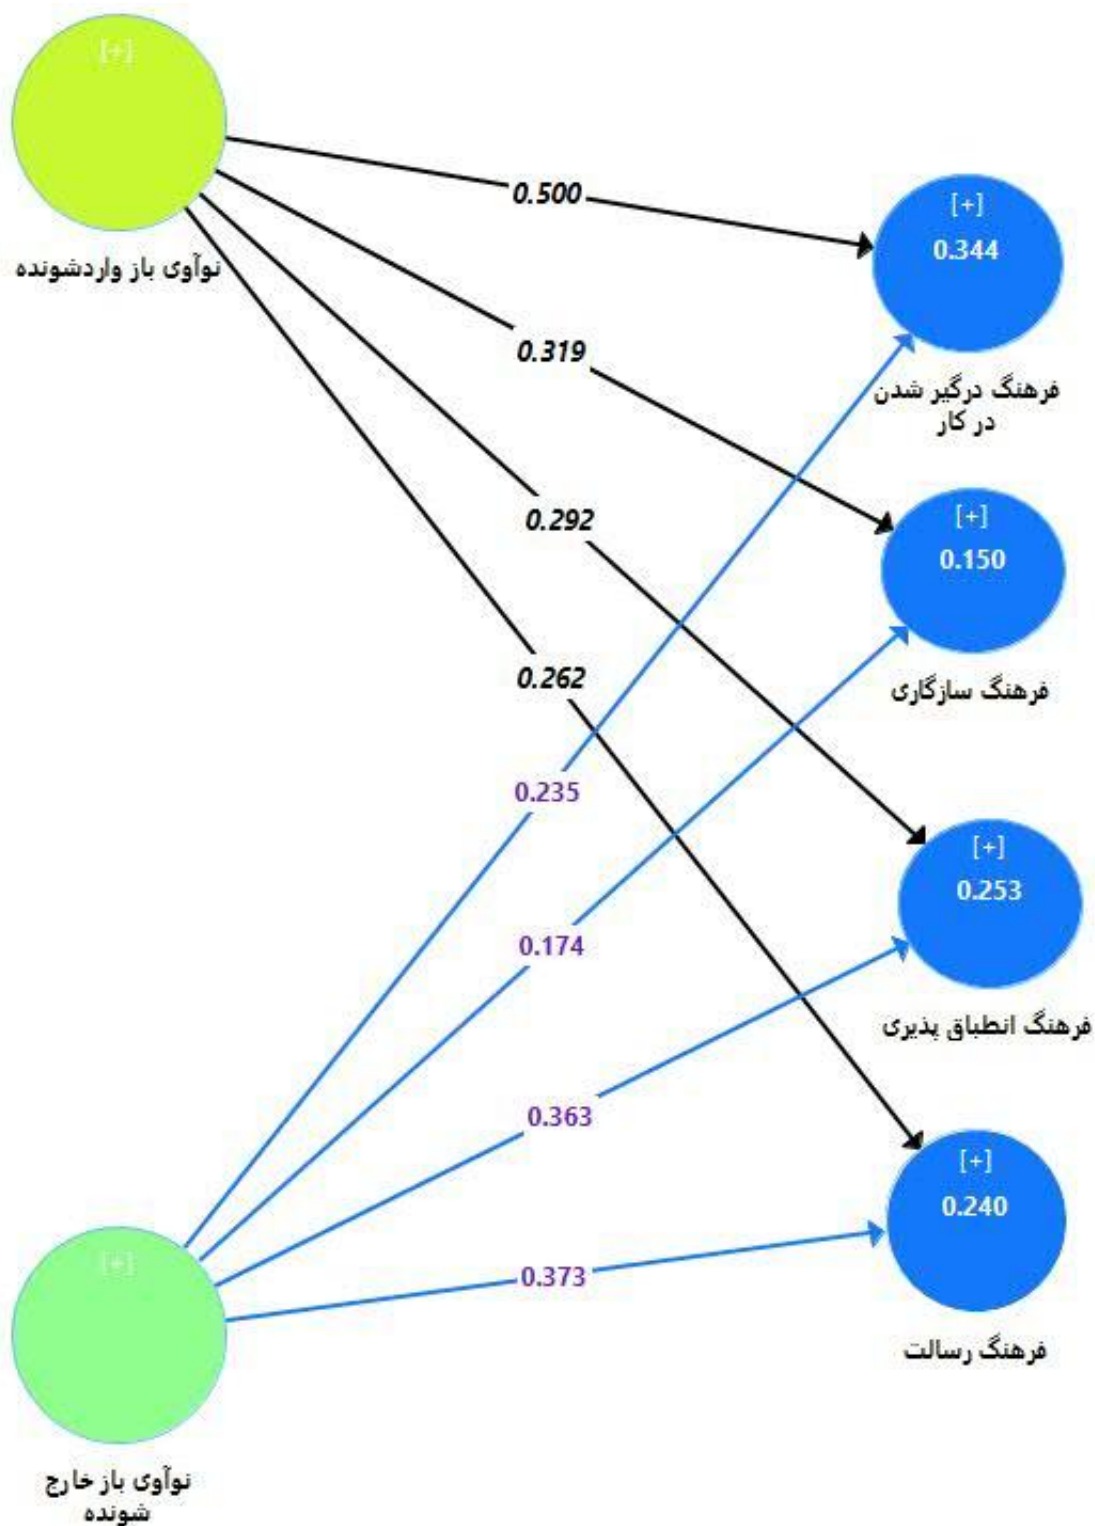 [+]
نوآوی باز واردشونده
0.500
[+]
0.344
فرهنگ درگیر شدن
در کار
0.319
[+]
0.150
فرهنگ سازگاری
0.292
0.262
0.235
[+]
0.253
فرهنگ انطباق پذیری
0.174
0.363
[+]
0.240
فرهنگ رسالت
0.373
[+]
نوآوی باز خارج
شونده